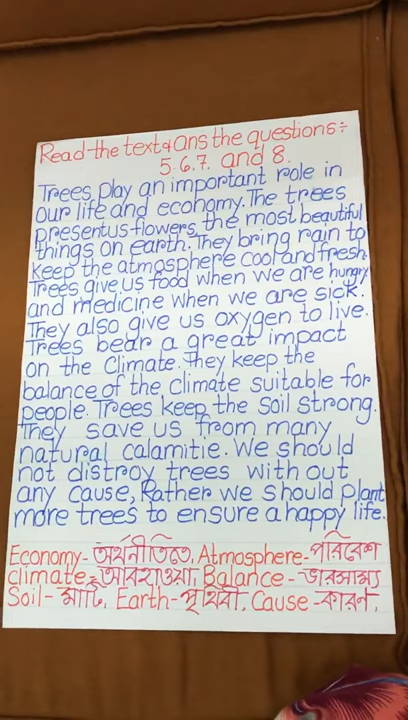 Read the text & ans the questions÷
5.6.7. and 8.
Trees play an important role in
our life and economy. The trees
present us flowers, the most beautiful
things on earth. They bring rain to
keep the atmosphere cool and fresh.
Trees give us food when we are hungry
and medicine when we are sick.
They also give us oxygen to live.
Trees bear a great impact
on the Climate. They keep the
balance of the climate suitable for
people. Trees keep the Soil strong.
They save us from many
natural calamitie. We should
not distroy trees with out
any cause, Rather we should plant
more trees to ensure a happy life.
Economy - অর্থনীতিতে, Atmosphere - পরিবেশ
climate - আবহাওয়া, Balance - ভারসাম্য
Soil - মাটি, Earth - পৃথিবী, Cause - কারণ,